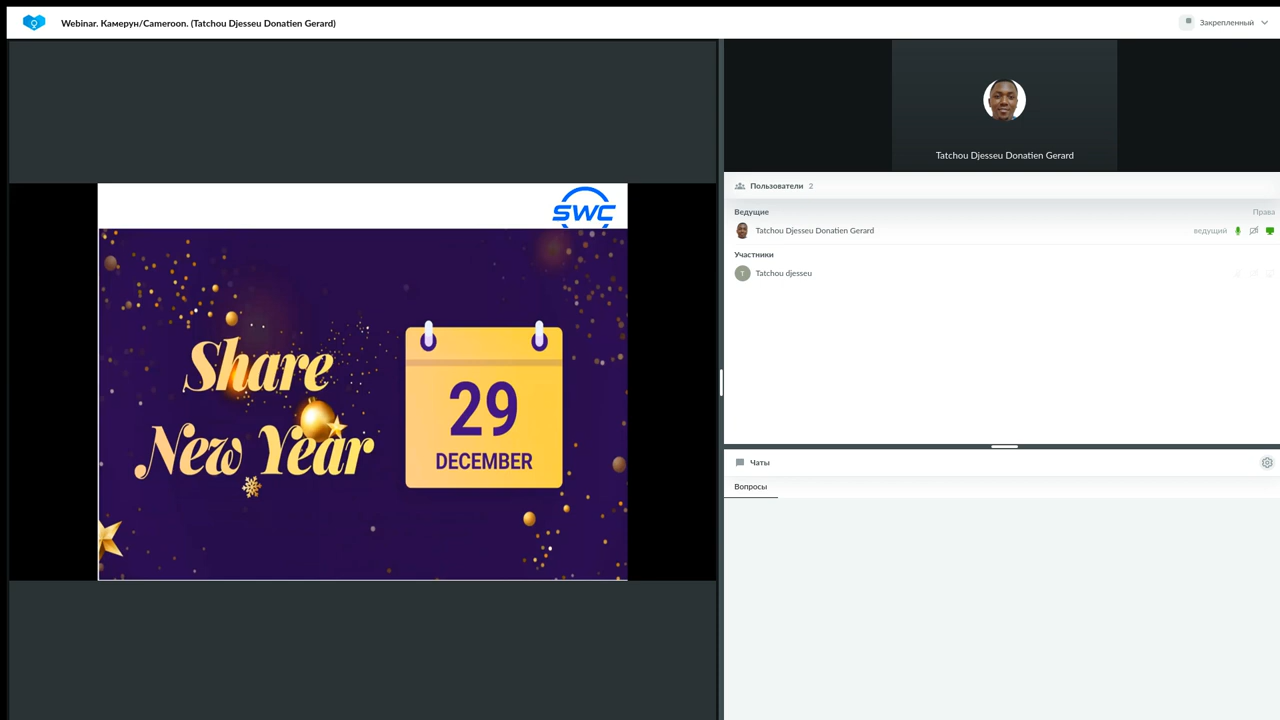 Webinar. Камерун/Cameroon. (Tatchou Djesseu Donatien Gerard)
Закрепленный
SWC
Share
New Year
29
DECEMBER
Tatchou Djesseu Donatien Gerard
Пользователи 2
Ведущие Права
Tatchou Djesseu Donatien Gerard ведущий
Участники
T Tatchou djesseu
Чаты
Вопросы